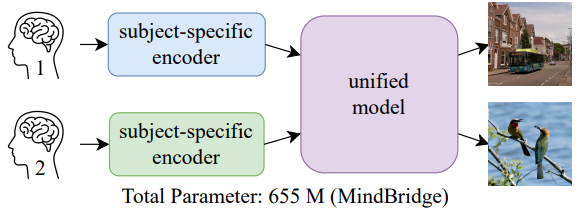 1
subject-specific
encoder
unified
model
2
subject-specific
encoder
Total Parameter: 655 M (MindBridge)